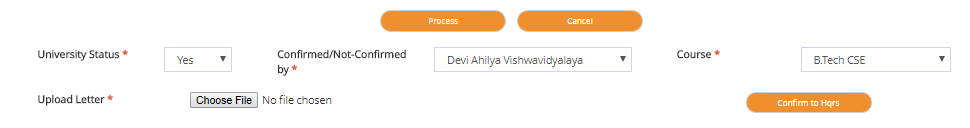 Process Cancel
University Status * Yes Confirmed/Not-Confirmed by * Devi Ahilya Vishwavidyalaya Course * B.Tech CSE
Upload Letter * Choose File No file chosen Confirm to Hqrs